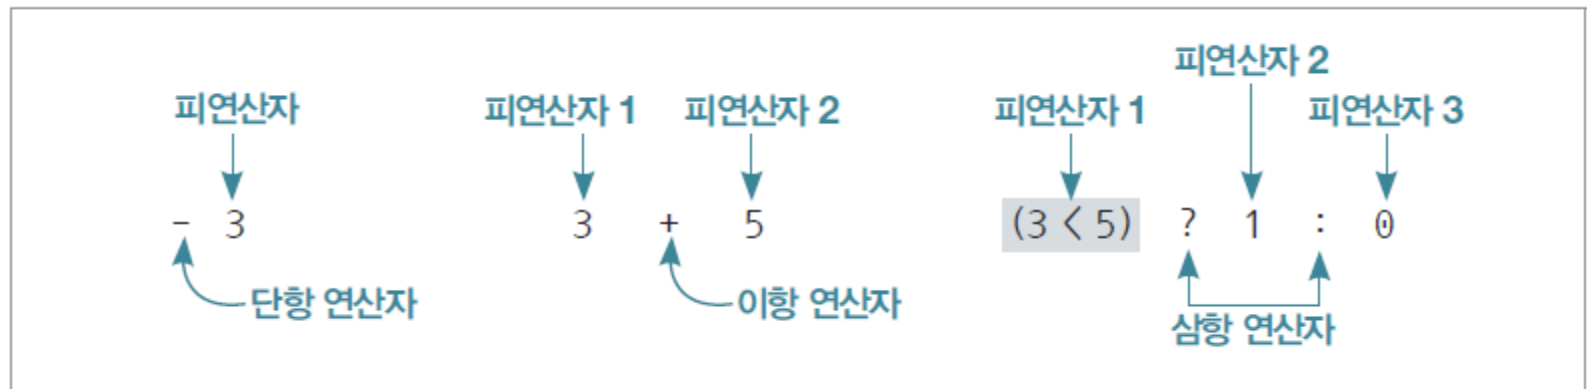 피연산자 2
피연산자 피연산자 1 피연산자 2 피연산자 1 피연산자 3
- 3 3 + 5 (3 < 5) ? 1 : 0
단항 연산자 이항 연산자 삼항 연산자